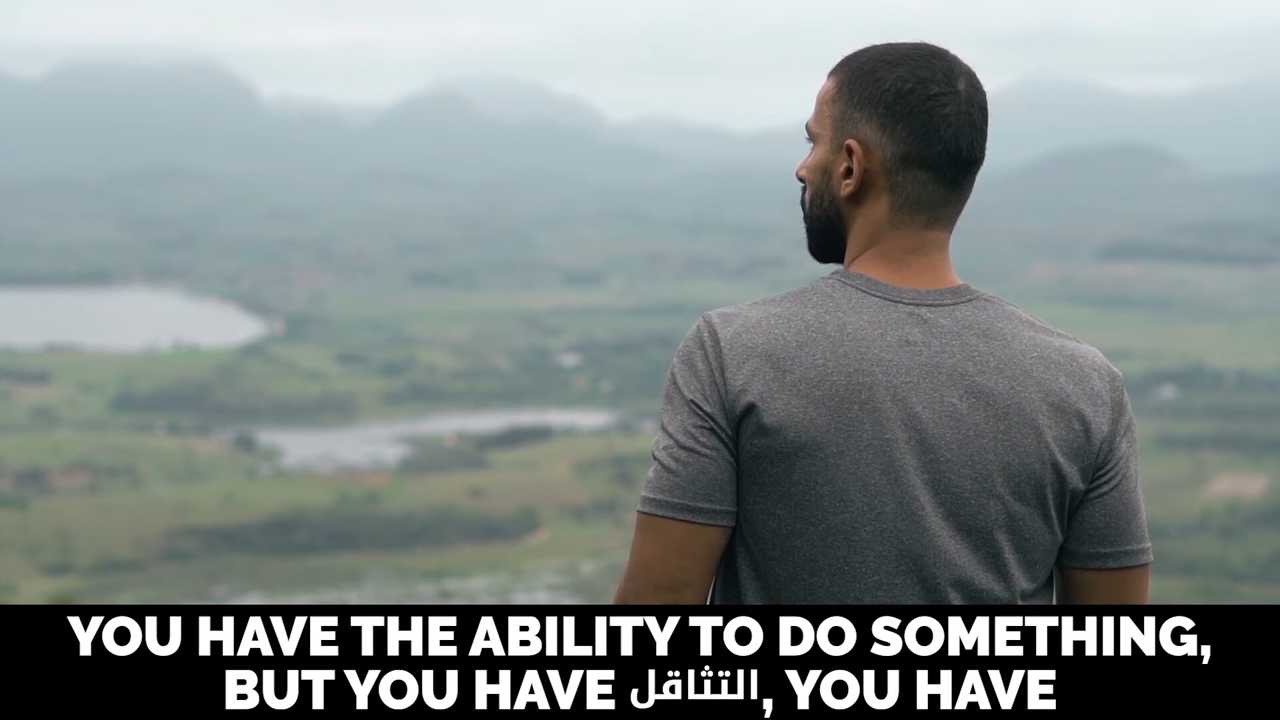 YOU HAVE THE ABILITY TO DO SOMETHING,
BUT YOU HAVE التثاقل, YOU HAVE